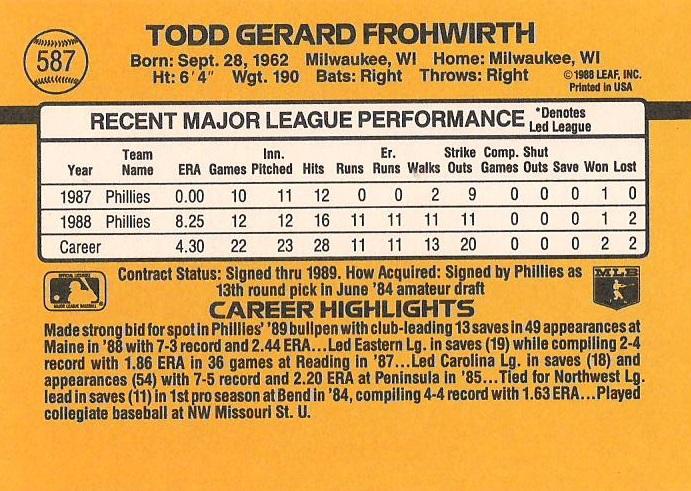 587
TODD GERARD FROHWIRTH
Born: Sept. 28, 1962 Milwaukee, WI Home: Milwaukee, WI
Ht: 6'4" Wgt. 190 Bats: Right Throws: Right
©1988 LEAF, INC.
Printed in USA
RECENT MAJOR LEAGUE PERFORMANCE *Denotes Led League
Year Team Name ERA Games Inn. Pitched Hits Runs Er. Runs Walks Strike Outs Comp. Games Shut Outs Save Won Lost
1987 Phillies 0.00 10 11 12 0 0 2 9 0 0 0 1 0
1988 Phillies 8.25 12 12 16 11 11 11 11 0 0 0 1 2
Career 4.30 22 23 28 11 11 13 20 0 0 0 2 2
Contract Status: Signed thru 1989. How Acquired: Signed by Phillies as
13th round pick in June '84 amateur draft
OFFICIAL LICENSEE
MAJOR LEAGUE BASEBALL
MLB
CAREER HIGHLIGHTS
Made strong bid for spot in Phillies' '89 bullpen with club-leading 13 saves in 49 appearances at
Maine in '88 with 7-3 record and 2.44 ERA...Led Eastern Lg. in saves (19) while compiling 2-4
record with 1.86 ERA in 36 games at Reading in '87...Led Carolina Lg. in saves (18) and
appearances (54) with 7-5 record and 2.20 ERA at Peninsula in '85...Tied for Northwest Lg.
lead in saves (11) in 1st pro season at Bend in '84, compiling 4-4 record with 1.63 ERA...Played
collegiate baseball at NW Missouri St. U.